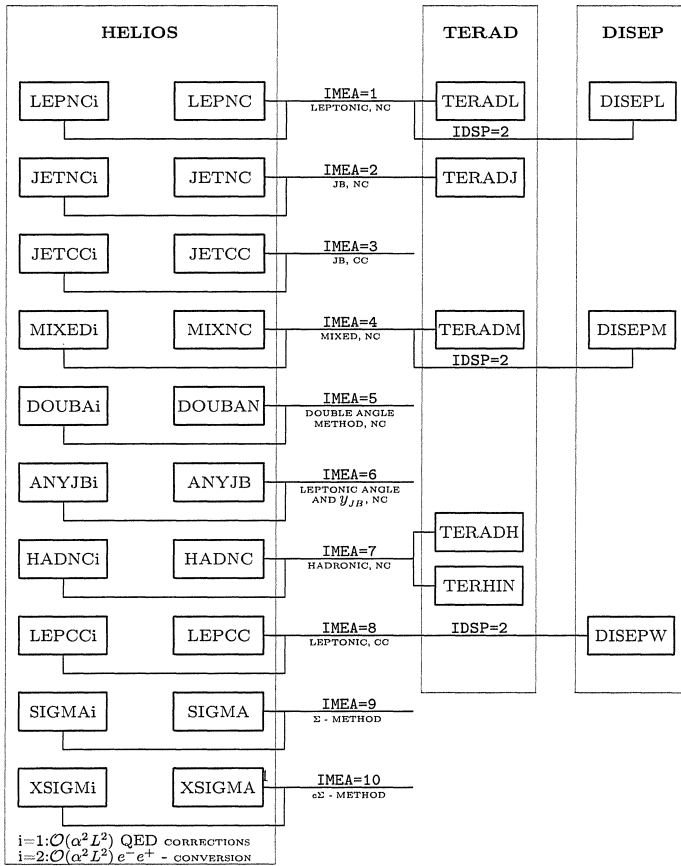 HELIOS TERAD DISEP
LEPNCi LEPNC IMEA=1 TERADL DISEPL
LEPTONIC, NC
IDSP=2
JETNCi JETNC IMEA=2 TERADJ
JB, NC
JETCCi JETCC IMEA=3
JB, CC
MIXEDi MIXNC IMEA=4 TERADM DISEPM
MIXED, NC
IDSP=2
DOUBAi DOUBAN IMEA=5
DOUBLE ANGLE
METHOD, NC
ANYJBi ANYJB IMEA=6
LEPTONIC ANGLE
AND y_{JB}, NC
TERADH
HADNCi HADNC IMEA=7
HADRONIC, NC
TERHIN
LEPCCi LEPCC IMEA=8 IDSP=2 DISEPW
LEPTONIC, CC
SIGMAi SIGMA IMEA=9
Σ - METHOD
XSIGMi XSIGMA IMEA=10
eΣ - METHOD
i=1:𝒪(α²L²) QED CORRECTIONS
i=2:𝒪(α²L²) e⁻e⁺ - CONVERSION